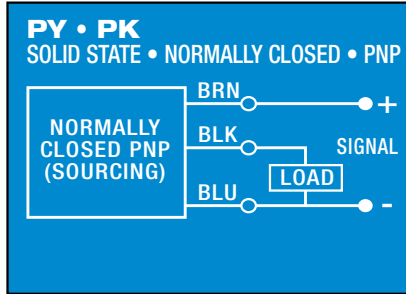 PY • PK
SOLID STATE • NORMALLY CLOSED • PNP
BRN
+
NORMALLY
CLOSED PNP
(SOURCING)
BLK
SIGNAL
LOAD
BLU
-